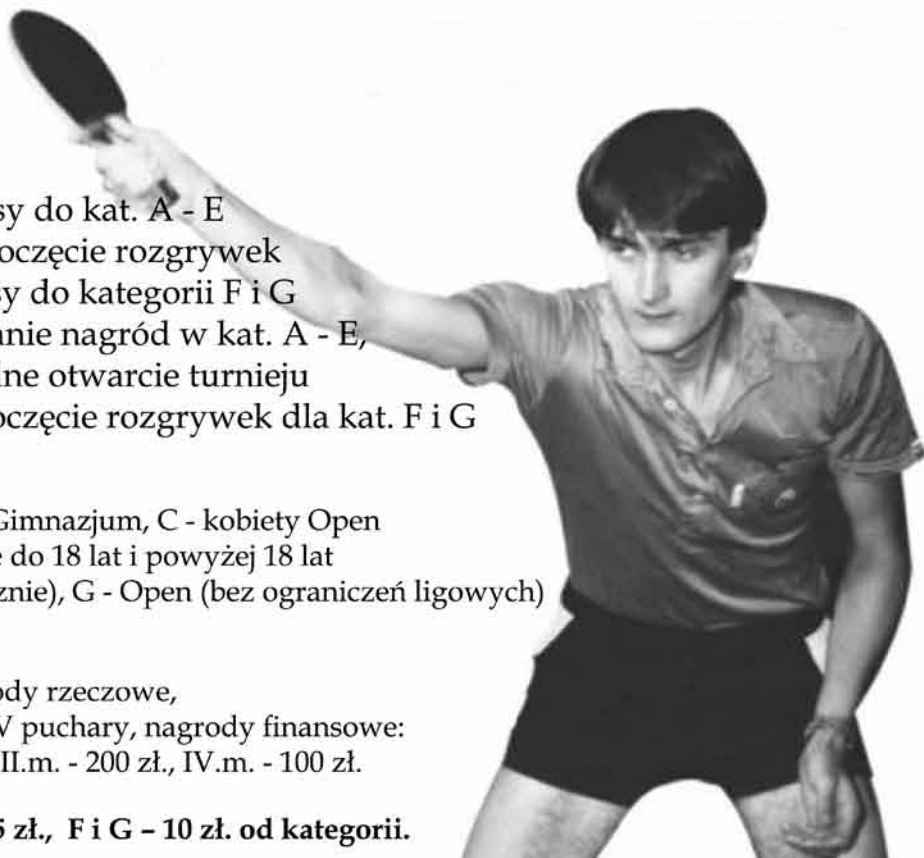 sy do kat. A - E
oczęcie rozgrywek
sy do kategorii F i G
anie nagród w kat. A - E,
lne otwarcie turnieju
oczęcie rozgrywek dla kat. F i G
Gimnazjum, C - kobiety Open
e do 18 lat i powyżej 18 lat
znie), G - Open (bez ograniczeń ligowych)
ody rzeczowe,
V puchary, nagrody finansowe:
II.m. - 200 zł., IV.m. - 100 zł.
5 zł., F i G – 10 zł. od kategorii.